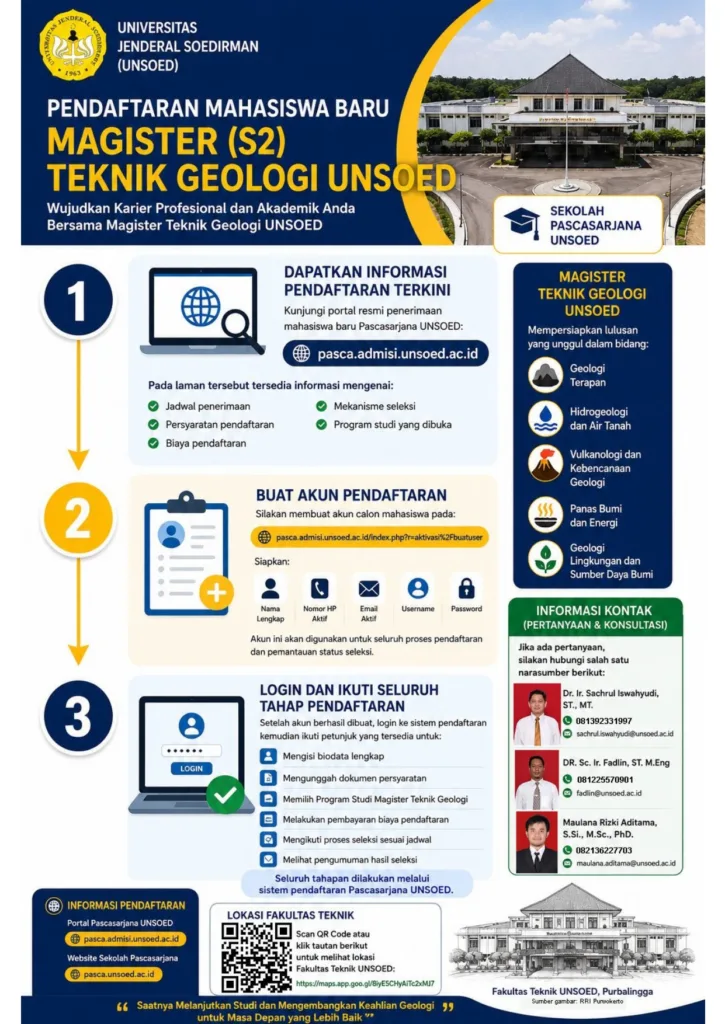 UNIVERSITAS
JENDERAL SOEDIRMAN
(UNSOED)
UNIVERSITAS JENDERAL SOEDIRMAN
1963
PENDAFTARAN MAHASISWA BARU
MAGISTER (S2)
TEKNIK GEOLOGI UNSOED
Wujudkan Karier Profesional dan Akademik Anda
Bersama Magister Teknik Geologi UNSOED
SEKOLAH
PASCASARJANA
UNSOED
1
DAPATKAN INFORMASI
PENDAFTARAN TERKINI
Kunjungi portal resmi penerimaan
mahasiswa baru Pascasarjana UNSOED:
pasca.admisi.unsoed.ac.id
Pada laman tersebut tersedia informasi mengenai:
Jadwal penerimaan
Persyaratan pendaftaran
Biaya pendaftaran
Mekanisme seleksi
Program studi yang dibuka
2
BUAT AKUN PENDAFTARAN
Silakan membuat akun calon mahasiswa pada:
pasca.admisi.unsoed.ac.id/index.php?r=aktivasi%2Fbuatuser
Siapkan:
Nama
Lengkap
Nomor HP
Aktif
Email
Aktif
Username
Password
Akun ini akan digunakan untuk seluruh proses pendaftaran
dan pemantauan status seleksi.
3
LOGIN DAN IKUTI SELURUH
TAHAP PENDAFTARAN
Setelah akun berhasil dibuat, login ke sistem pendaftaran
kemudian ikuti petunjuk yang tersedia untuk:
LOGIN
Mengisi biodata lengkap
Mengunggah dokumen persyaratan
Memilih Program Studi Magister Teknik Geologi
Melakukan pembayaran biaya pendaftaran
Mengikuti proses seleksi sesuai jadwal
Melihat pengumuman hasil seleksi
Seluruh tahapan dilakukan melalui
sistem pendaftaran Pascasarjana UNSOED.
MAGISTER
TEKNIK GEOLOGI
UNSOED
Mempersiapkan lulusan
yang unggul dalam bidang:
Geologi
Terapan
Hidrogeologi
dan Air Tanah
Vulkanologi dan
Kebencanaan
Geologi
Panas Bumi
dan Energi
Geologi
Lingkungan dan
Sumber Daya Bumi
INFORMASI KONTAK
(PERTANYAAN & KONSULTASI)
Jika ada pertanyaan,
silakan hubungi salah satu
narasumber berikut:
Dr. Ir. Sachrul Iswahyudi,
ST., MT.
081392331997
sachrul.iswahyudi@unsoed.ac.id
DR. Sc. Ir. Fadlin, ST. M.Eng
081225570901
fadlin@unsoed.ac.id
Maulana Rizki Aditama,
S.Si., M.Sc., PhD.
082136227703
maulana.aditama@unsoed.ac.id
INFORMASI PENDAFTARAN
Portal Pascasarjana UNSOED
pasca.admisi.unsoed.ac.id
Website Sekolah Pascasarjana
pasca.unsoed.ac.id
LOKASI FAKULTAS TEKNIK
Scan QR Code atau
klik tautan berikut
untuk melihat lokasi
Fakultas Teknik UNSOED:
https://maps.app.goo.gl/BiyESCHyAiTc2xMJ7
Fakultas Teknik UNSOED, Purbalingga
Sumber gambar: RRI Purwokerto
“ Saatnya Melanjutkan Studi dan Mengembangkan Keahlian Geologi ”
untuk Masa Depan yang Lebih Baik ””